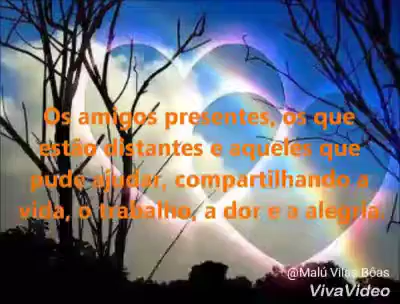 Os amigos presentes, os que
estão distantes e aqueles que
pude ajudar, compartilhando a
vida, o trabalho, a dor e a alegria.
@Malú Vilas Bôas
VivaVideo